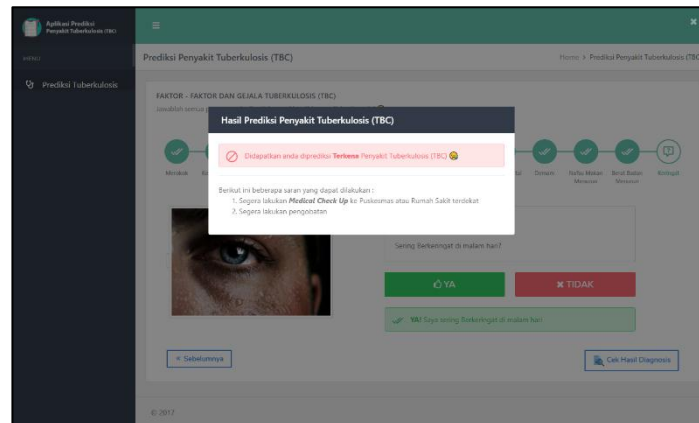 Aplikasi Prediksi
Penyakit Tuberkulosis (TBC)
MENU
Prediksi Tuberkulosis
Prediksi Penyakit Tuberkulosis (TBC)
Home > Prediksi Penyakit Tuberkulosis (TBC
FAKTOR - FAKTOR DAN GEJALA TUBERKULOSIS (TBC)
Jawablah semua
Hasil Prediksi Penyakit Tuberkulosis (TBC)
Didapatkan anda diprediksi Terkena Penyakit Tuberkulosis (TBC)
Berikut ini beberapa saran yang dapat dilakukan :
1. Segera lakukan Medical Check Up ke Puskesmas atau Rumah Sakit terdekat
2. Segera lakukan pengobatan
Merokok
Demam
Nafsu Makan
Menurun
Berat Badan
Menurun
Keringat
Sering Berkeringat di malam hari?
YA
TIDAK
YA! Saya sering Berkeringat di malam hari
« Sebelumnya
Cek Hasil Diagnosis
© 2017